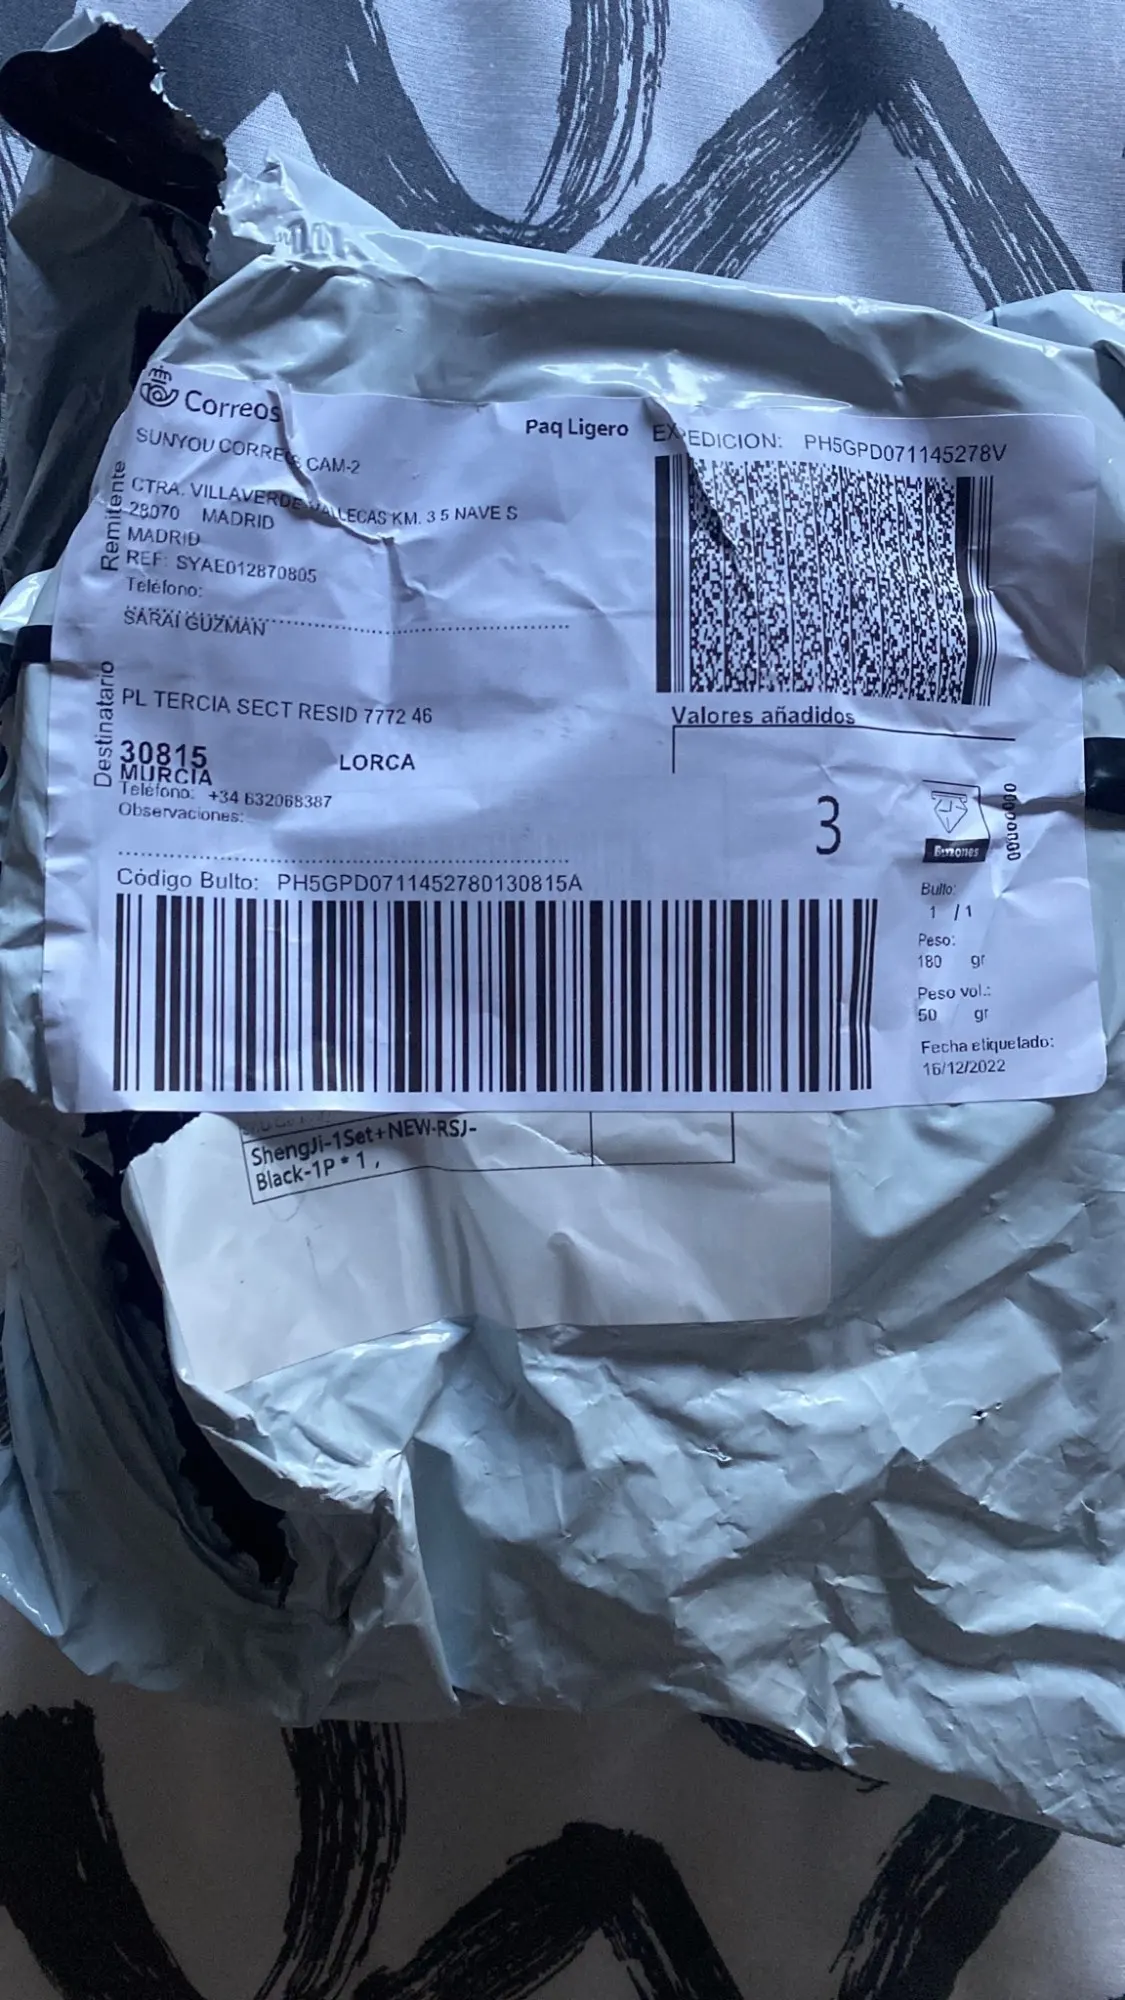 Correos
Paq Ligero
EXPEDICION: PH5GPD071145278V
Remitente
SUNYOU CORREOS CAM-2
CTRA. VILLAVERDE VALLECAS KM. 3 5 NAVE S
28070 MADRID
MADRID
REF: SYAE012870805
Teléfono:
Destinatario
SARAI GUZMAN
PL TERCIA SECT RESID 7772 46
30815 LORCA
MURCIA
Teléfono: +34 632068387
Observaciones:
Valores añadidos
3
Buzones
00000000
Código Bulto: PH5GPD0711452780130815A
Bulto:
1 /1
Peso:
180 gr
Peso vol.:
50 gr
Fecha etiquetado:
16/12/2022
ShengJi-1Set+NEW-RSJ-
Black-1P * 1 ,